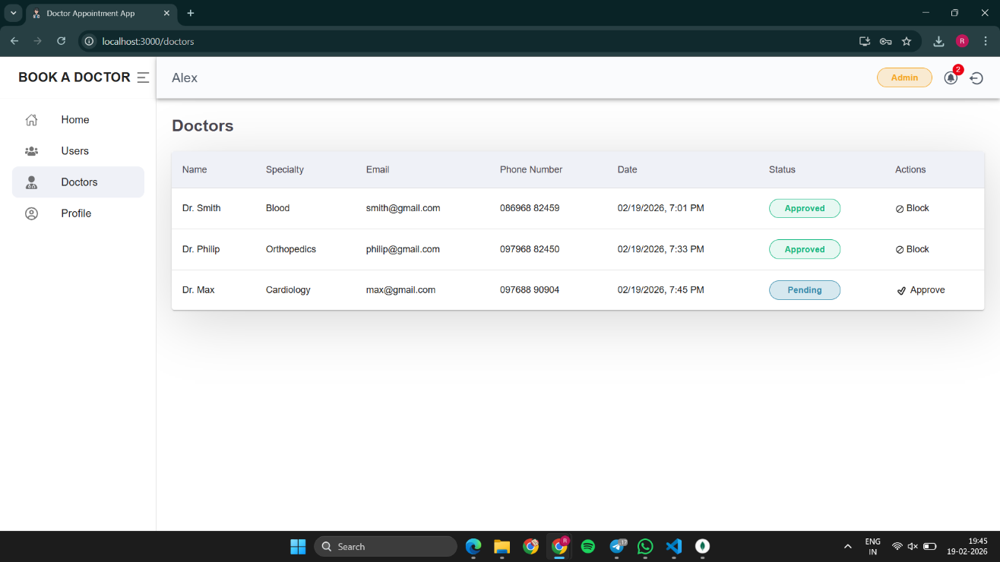 Doctor Appointment App
localhost:3000/doctors
R
BOOK A DOCTOR
Alex
Admin
2
Home
Users
Doctors
Profile
Doctors
Name Specialty Email Phone Number Date Status Actions
Dr. Smith Blood smith@gmail.com 086968 82459 02/19/2026, 7:01 PM Approved Block
Dr. Philip Orthopedics philip@gmail.com 097968 82450 02/19/2026, 7:33 PM Approved Block
Dr. Max Cardiology max@gmail.com 097688 90904 02/19/2026, 7:45 PM Pending Approve
Search
R
17
ENG
IN
19:45
19-02-2026